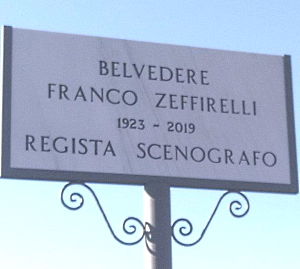 BELVEDERE
FRANCO ZEFFIRELLI
1923 - 2019
REGISTA SCENOGRAFO